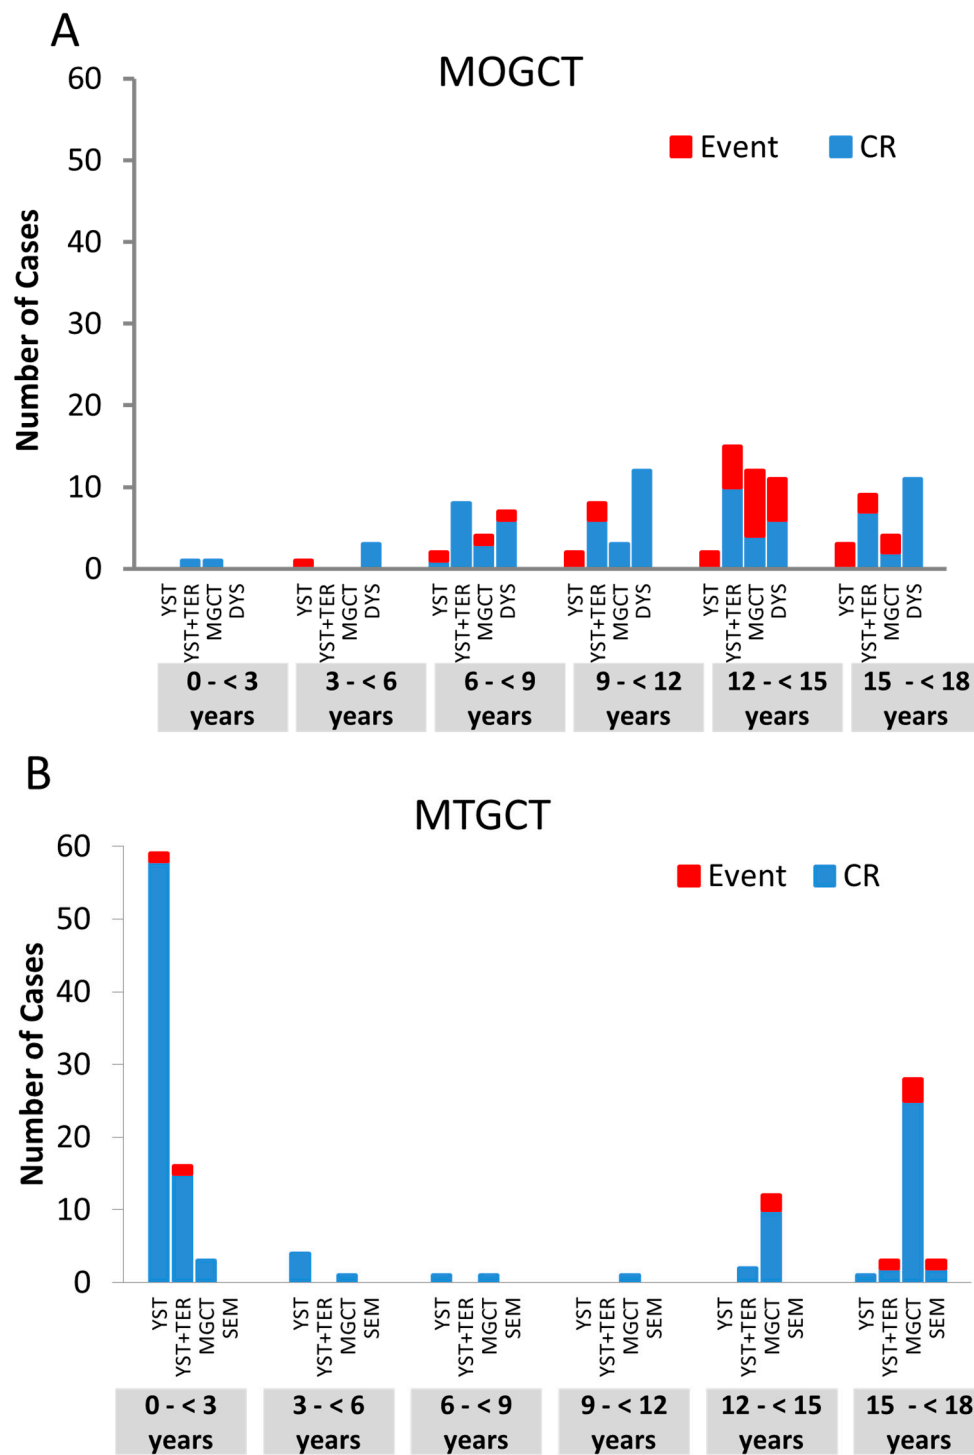 A
MOGCT
Event CR
Number of Cases
60
50
40
30
20
10
0
YST YST+TER MGCT DYS YST YST+TER MGCT DYS YST YST+TER MGCT DYS YST YST+TER MGCT DYS YST YST+TER MGCT DYS YST YST+TER MGCT DYS
0 - < 3 3 - < 6 6 - < 9 9 - < 12 12 - < 15 15 - < 18
years years years years years years
B
MTGCT
Event CR
Number of Cases
60
50
40
30
20
10
0
YST YST+TER MGCT SEM YST YST+TER MGCT SEM YST YST+TER MGCT SEM YST YST+TER MGCT SEM YST YST+TER MGCT SEM YST YST+TER MGCT SEM
0 - < 3 3 - < 6 6 - < 9 9 - < 12 12 - < 15 15 - < 18
years years years years years years